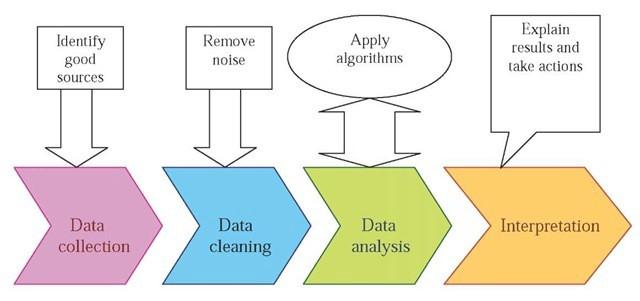 Identify
good
sources
Remove
noise
Apply
algorithms
Explain
results and
take actions
Data
collection
Data
cleaning
Data
analysis
Interpretation